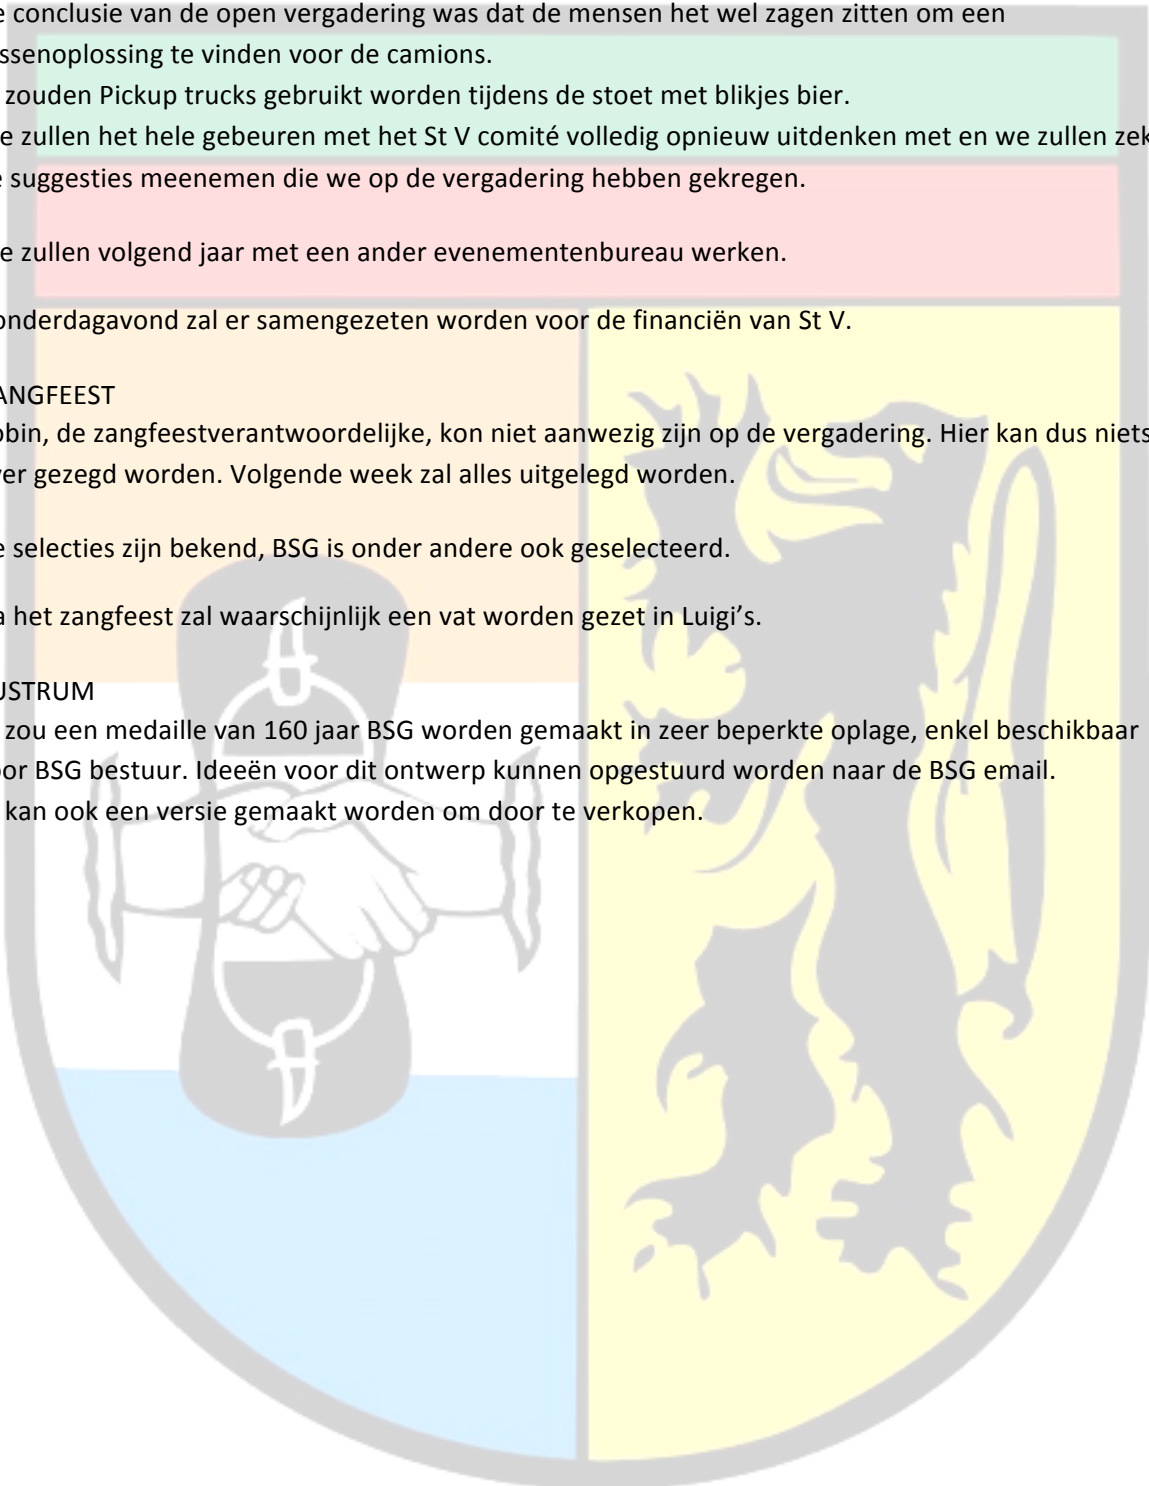 conclusie van de open vergadering was dat de mensen het wel zagen zitten om een
ssenoplossing te vinden voor de camions.
zouden Pickup trucks gebruikt worden tijdens de stoet met blikjes bier.
e zullen het hele gebeuren met het St V comité volledig opnieuw uitdenken met en we zullen zek
suggesties meenemen die we op de vergadering hebben gekregen.
e zullen volgend jaar met een ander evenementenbureau werken.
onderdagavond zal er samengezeten worden voor de financiën van St V.
ANGFEEST
obin, de zangfeestverantwoordelijke, kon niet aanwezig zijn op de vergadering. Hier kan dus niets
ver gezegd worden. Volgende week zal alles uitgelegd worden.
e selecties zijn bekend, BSG is onder andere ook geselecteerd.
a het zangfeest zal waarschijnlijk een vat worden gezet in Luigi's.
USTRUM
zou een medaille van 160 jaar BSG worden gemaakt in zeer beperkte oplage, enkel beschikbaar
oor BSG bestuur. Ideeën voor dit ontwerp kunnen opgestuurd worden naar de BSG email.
kan ook een versie gemaakt worden om door te verkopen.